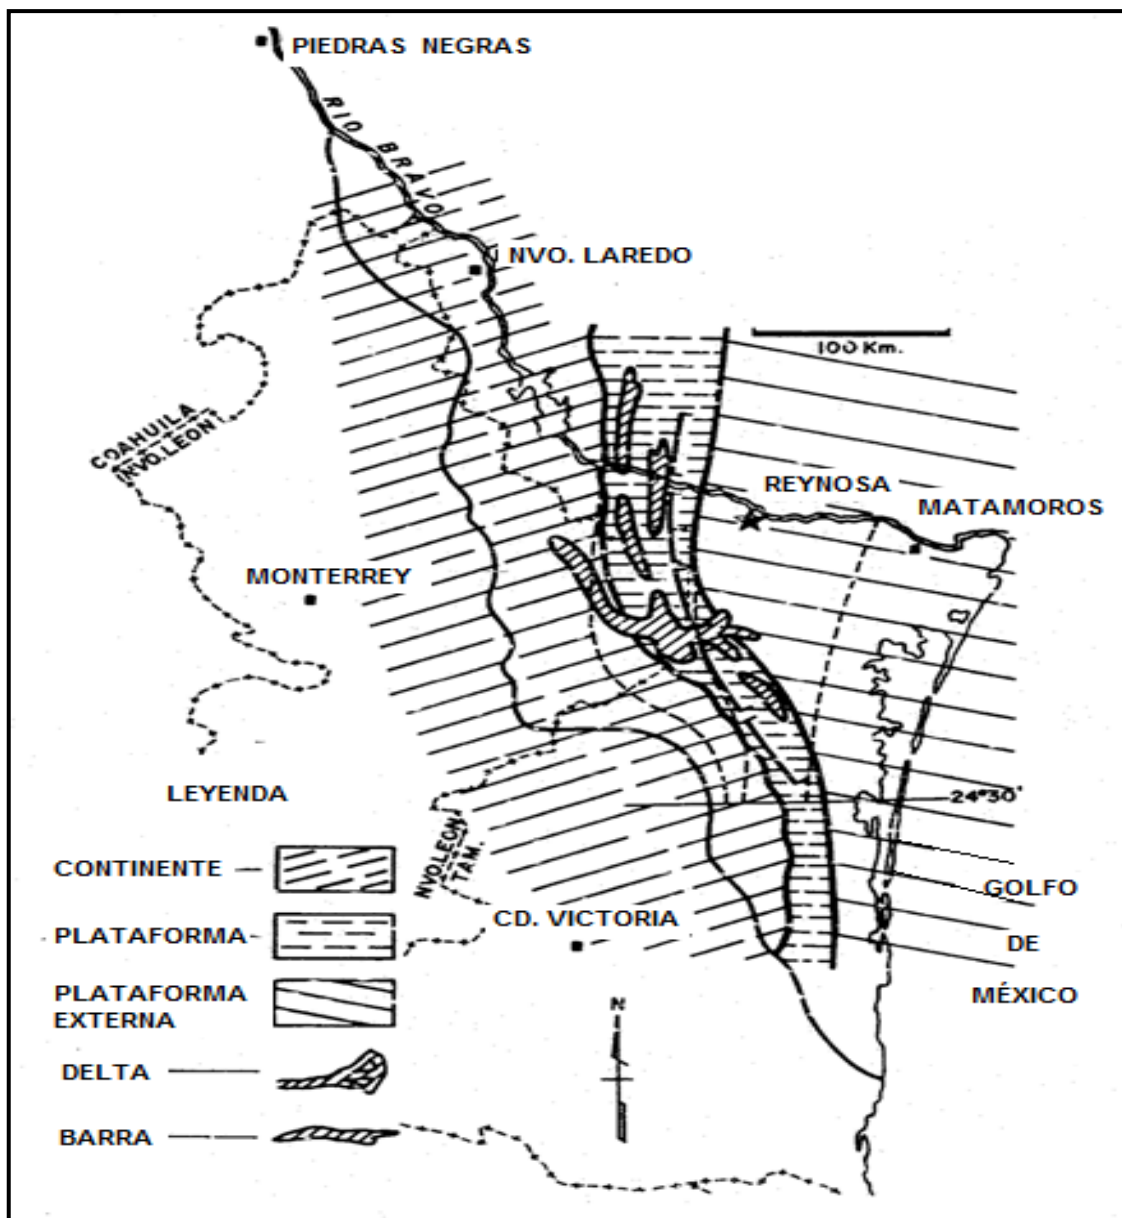 PIEDRAS NEGRAS
RIO BRAVO
NVO. LAREDO
100 Km.
COAHUILA
NVO.LEON
REYNOSA
MATAMOROS
MONTERREY
LEYENDA
24°30'
CONTINENTE
NVO.LEON
TAM.
GOLFO
CD. VICTORIA
PLATAFORMA
DE
PLATAFORMA
EXTERNA
MÉXICO
N
DELTA
BARRA